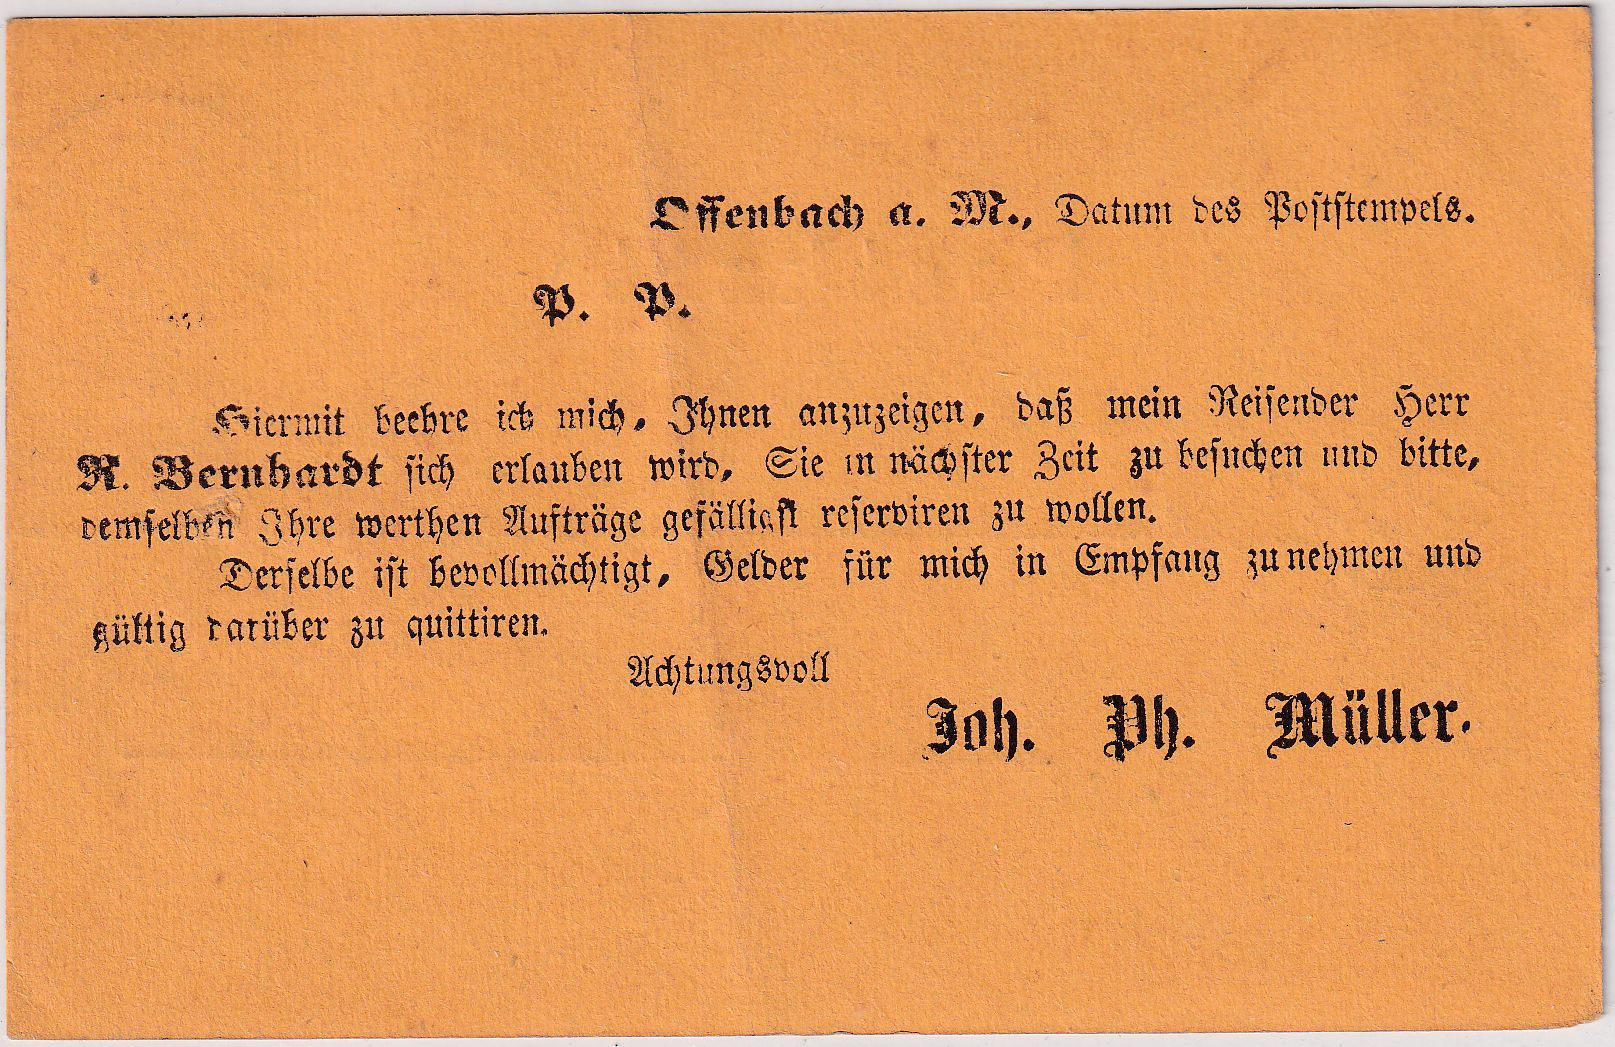 Offenbach a. M., Datum des Poststempels.
P. P.
Hiermit beehre ich mich, Ihnen anzuzeigen, daß mein Reisender Herr
R. Bernhardt sich erlauben wird, Sie in nächster Zeit zu besuchen und bitte,
demselben Ihre werthen Aufträge gefälligst reserviren zu wollen.
Derselbe ist bevollmächtigt, Gelder für mich in Empfang zu nehmen und
gültig darüber zu quittiren.
Achtungsvoll
Joh. Ph. Müller.